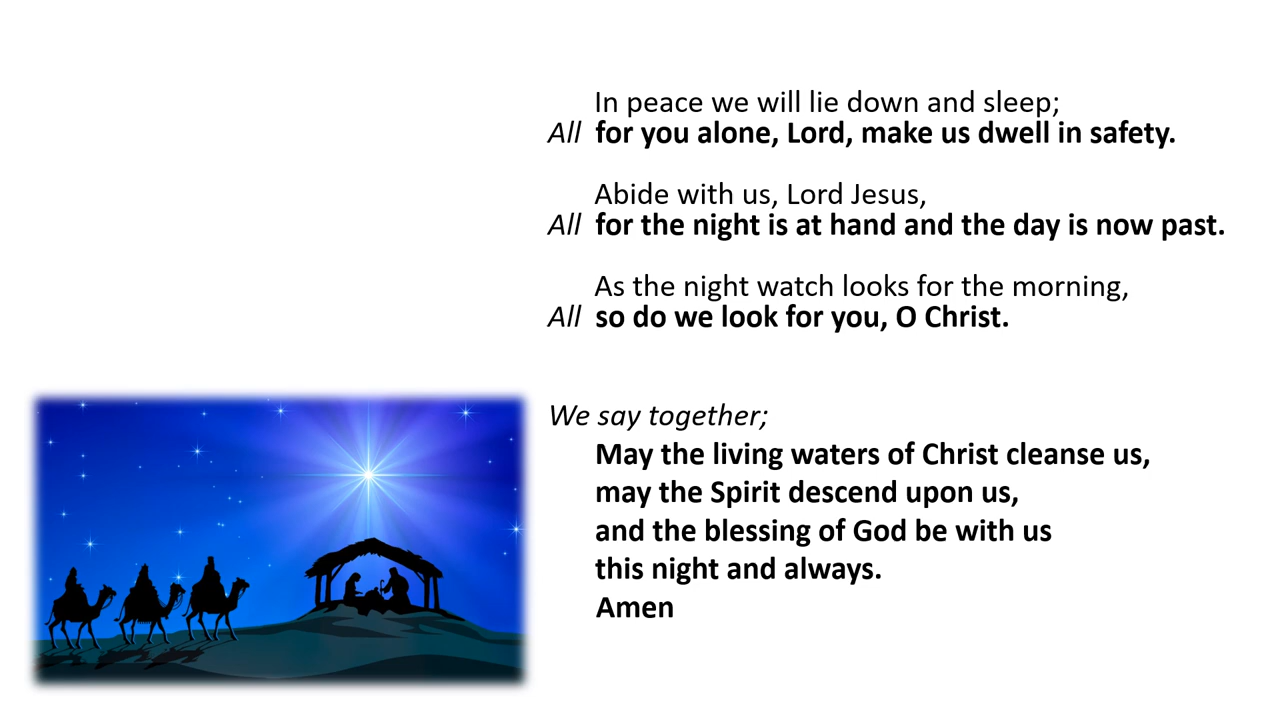 In peace we will lie down and sleep;
All for you alone, Lord, make us dwell in safety.
Abide with us, Lord Jesus,
All for the night is at hand and the day is now past.
As the night watch looks for the morning,
All so do we look for you, O Christ.
We say together;
May the living waters of Christ cleanse us,
may the Spirit descend upon us,
and the blessing of God be with us
this night and always.
Amen